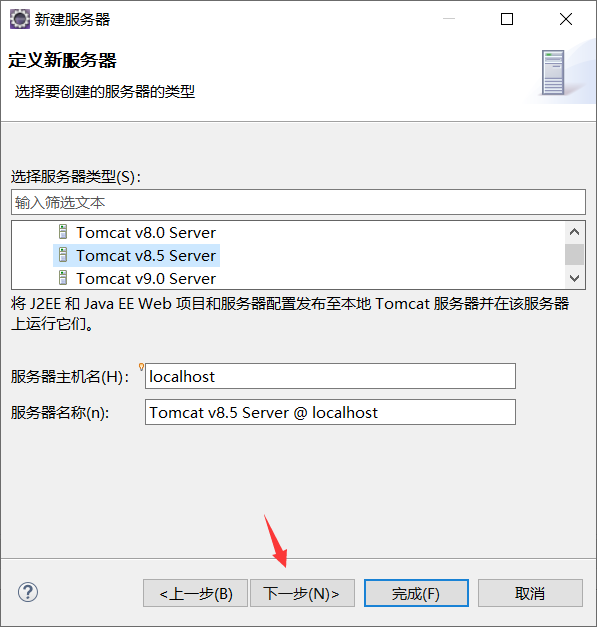 新建服务器
定义新服务器
选择要创建的服务器的类型
选择服务器类型(S):
输入筛选文本
Tomcat v8.0 Server
Tomcat v8.5 Server
Tomcat v9.0 Server
将 J2EE 和 Java EE Web 项目和服务器配置发布至本地 Tomcat 服务器并在该服务器
上运行它们。
服务器主机名(H): localhost
服务器名称(n): Tomcat v8.5 Server @ localhost
? <上一步(B) 下一步(N)> 完成(F) 取消